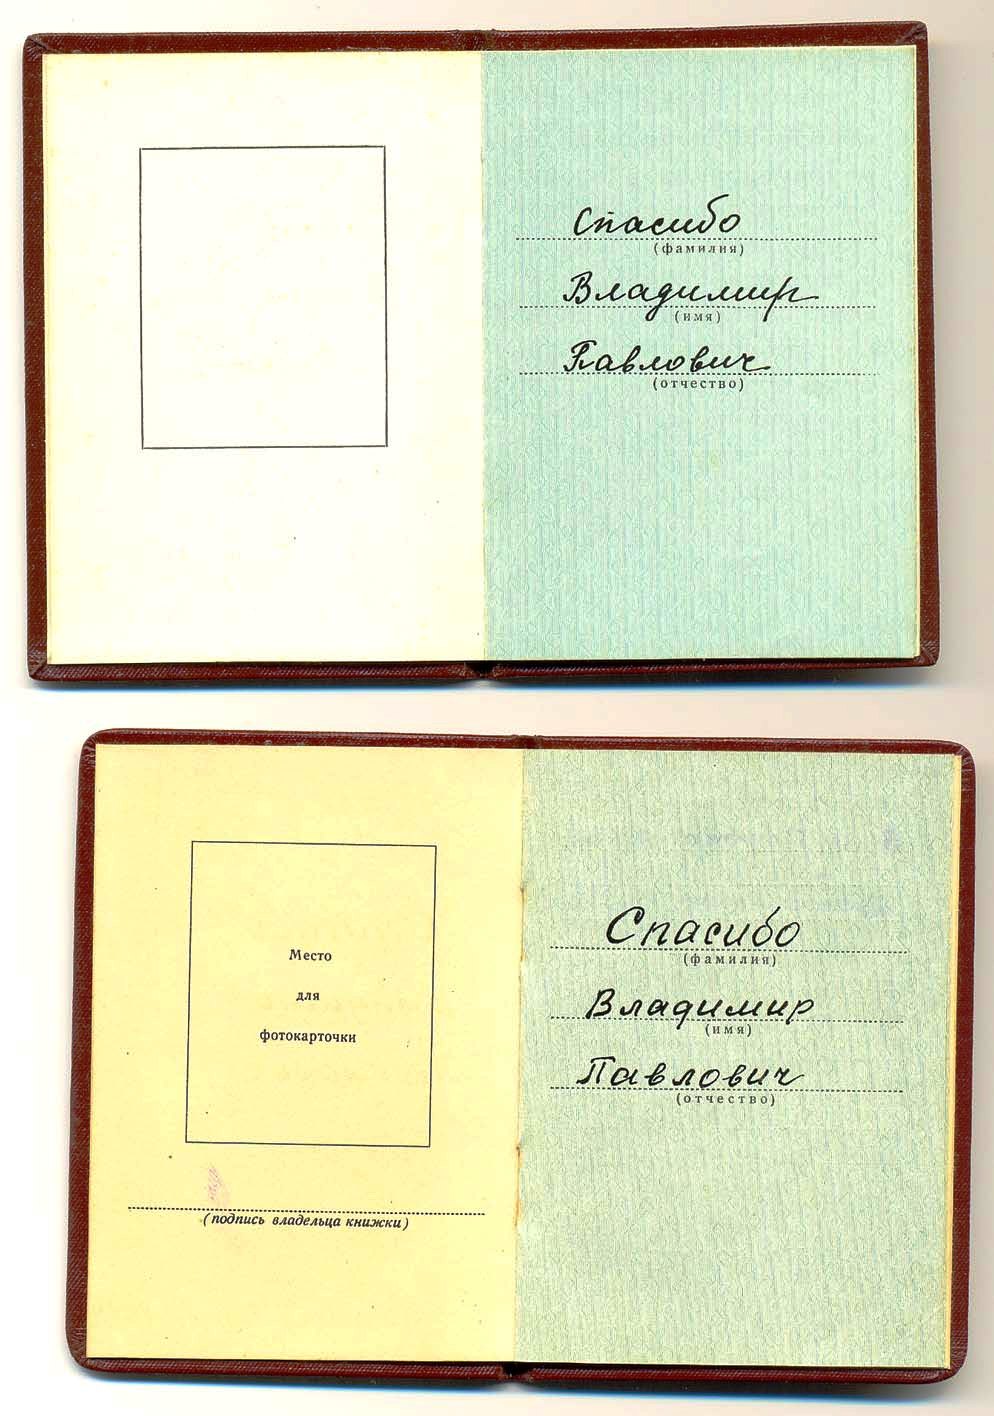 Спасибо
(фамилия)
Владимир
(имя)
Павлович
(отчество)
Место
для
фотокарточки
(подпись владельца книжки)
Спасибо
(фамилия)
Владимир
(имя)
Павлович
(отчество)